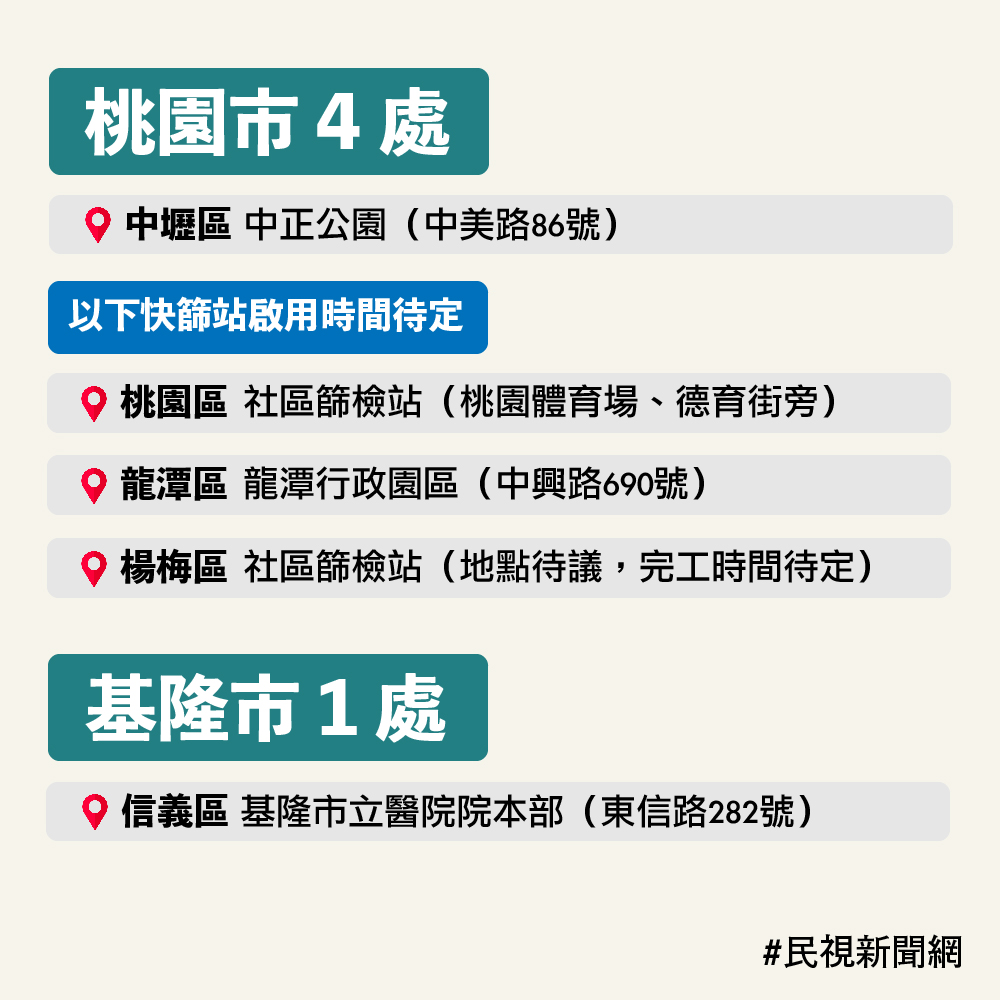 桃園市 4 處
中壢區 中正公園（中美路86號）
以下快篩站啟用時間待定
桃園區 社區篩檢站（桃園體育場、德育街旁）
龍潭區 龍潭行政園區（中興路690號）
楊梅區 社區篩檢站（地點待議，完工時間待定）
基隆市 1 處
信義區 基隆市立醫院院本部（東信路282號）
#民視新聞網